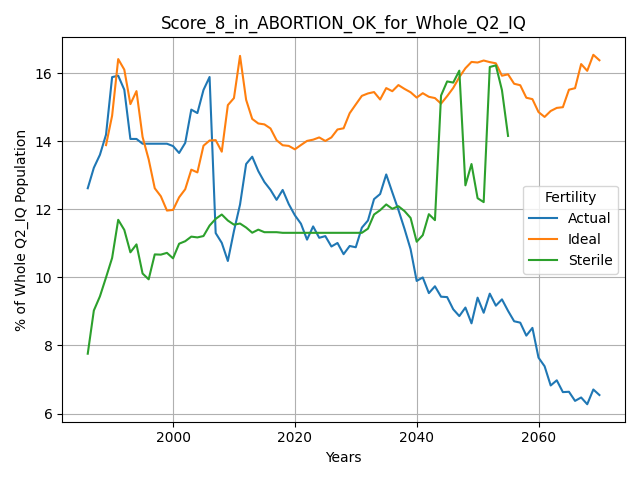 Score_8_in_ABORTION_OK_for_Whole_Q2_IQ
% of Whole Q2_IQ Population
16
14
12
10
8
6
Fertility
Actual
Ideal
Sterile
2000
2020
2040
2060
Years